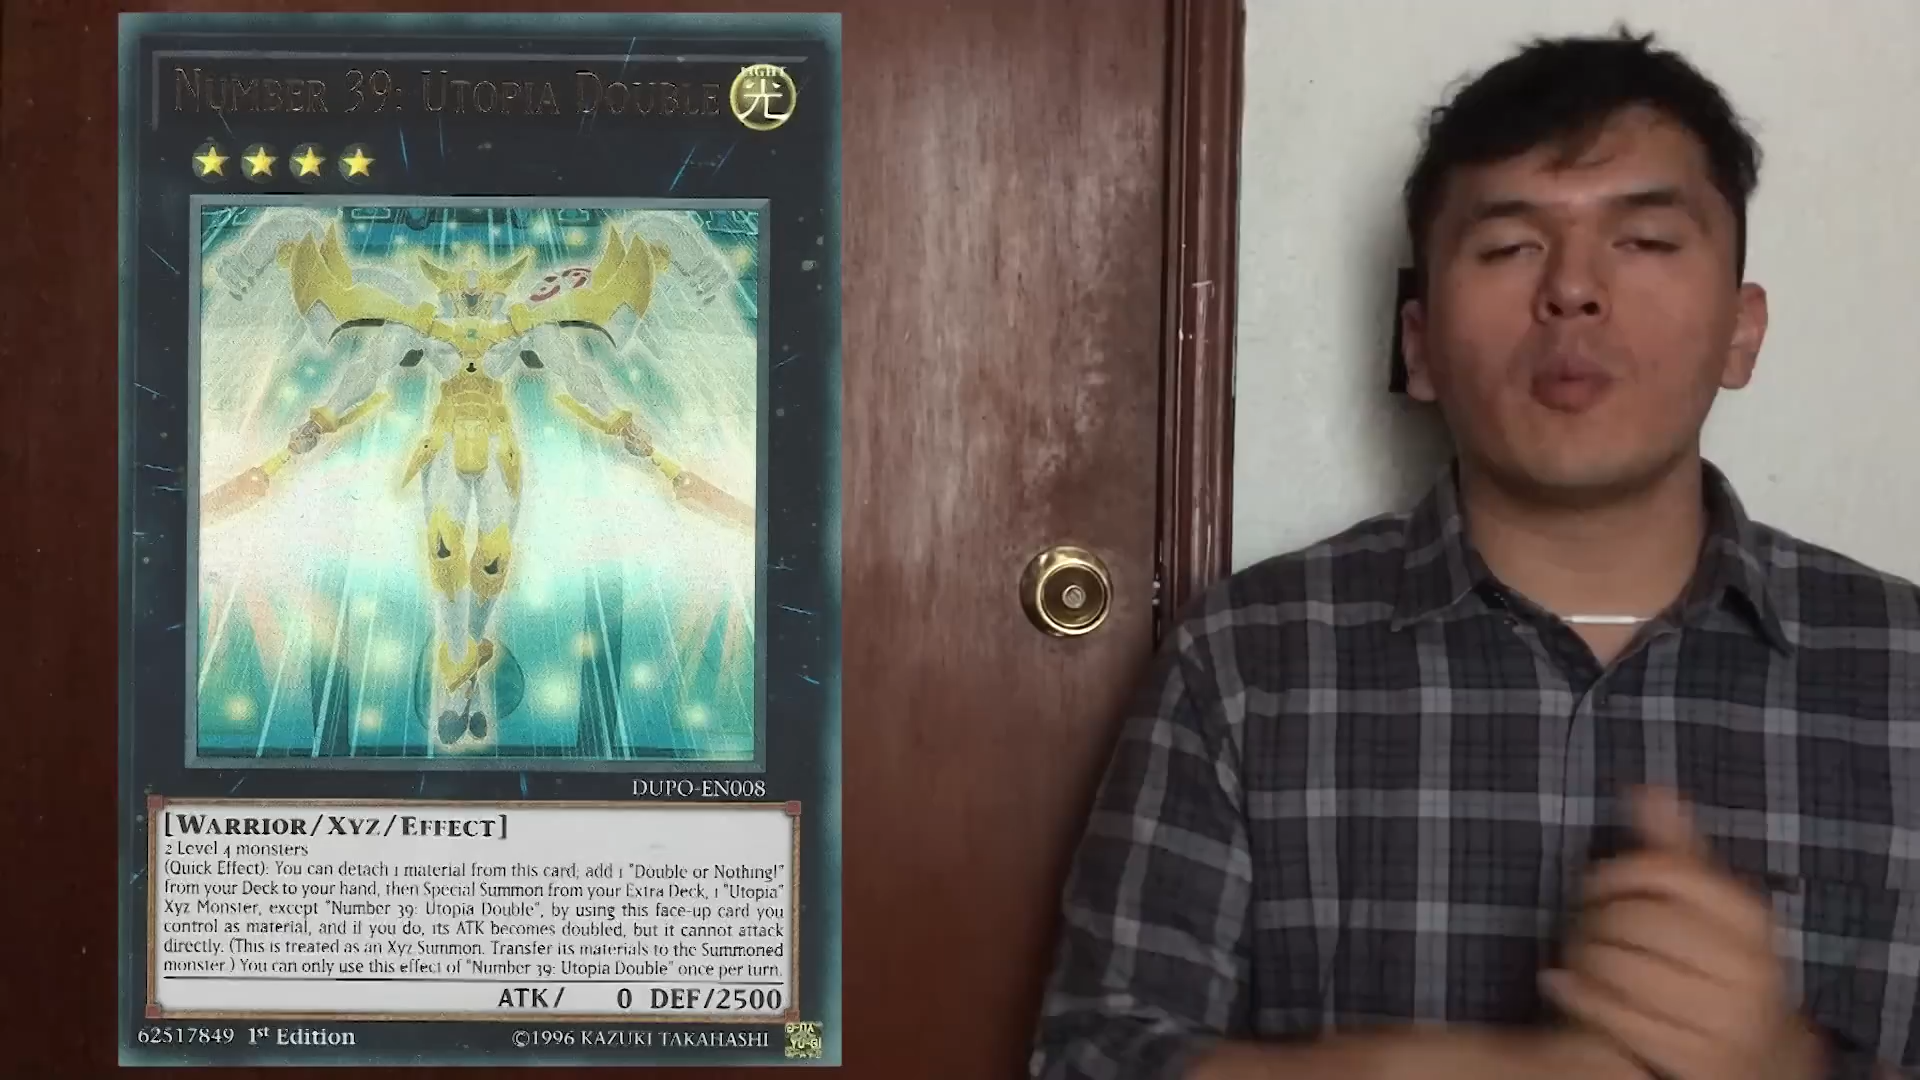 NUMBER 39: UTOPIA DOUBLE
LIGHT
光
39
DUPO-EN008
[WARRIOR/XYZ/EFFECT]
2 Level 4 monsters
(Quick Effect): You can detach 1 material from this card; add 1 "Double or Nothing!"
from your Deck to your hand, then Special Summon from your Extra Deck, 1 "Utopia"
Xyz Monster, except "Number 39: Utopia Double", by using this face-up card you
control as material, and if you do, its ATK becomes doubled, but it cannot attack
directly. (This is treated as an Xyz Summon. Transfer its materials to the Summoned
monster.) You can only use this effect of "Number 39: Utopia Double" once per turn.
ATK/ 0 DEF/2500
62517849 1st Edition
©1996 KAZUKI TAKAHASHI